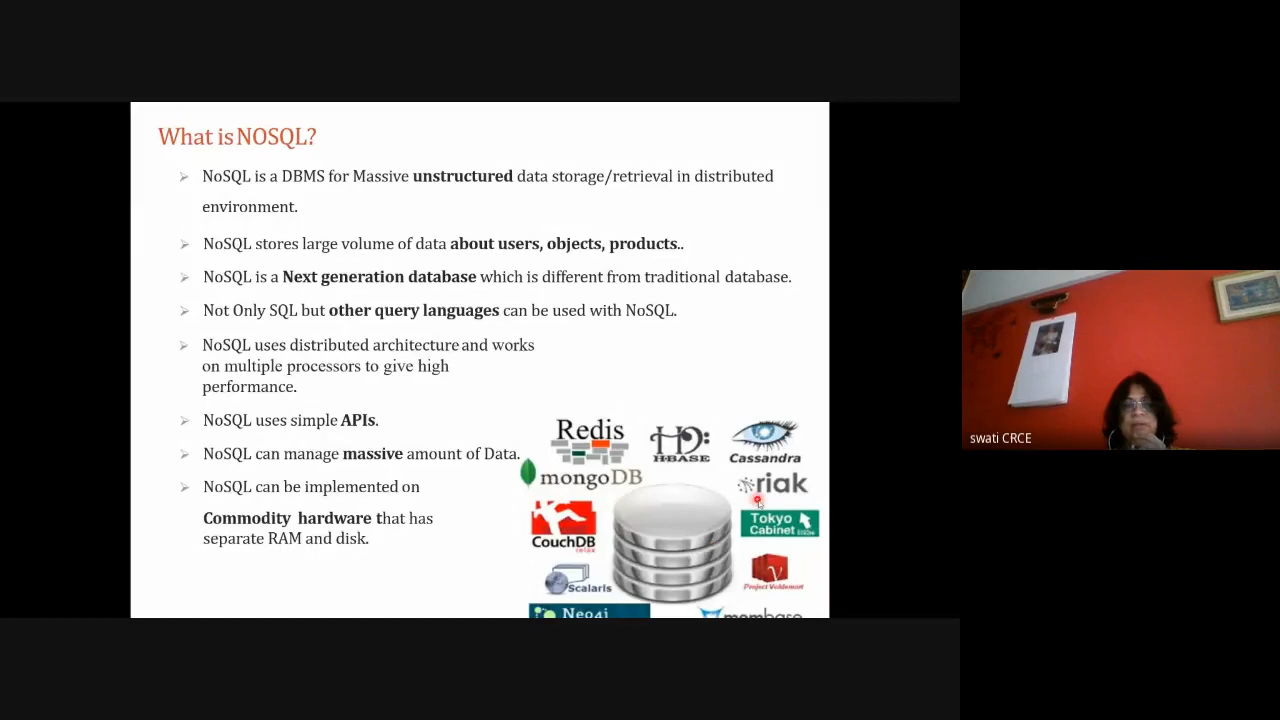 What is NOSQL?
NoSQL is a DBMS for Massive unstructured data storage/retrieval in distributed
environment.
NoSQL stores large volume of data about users, objects, products..
NoSQL is a Next generation database which is different from traditional database.
Not Only SQL but other query languages can be used with NoSQL.
NoSQL uses distributed architecture and works
on multiple processors to give high
performance.
NoSQL uses simple APIs.
NoSQL can manage massive amount of Data.
NoSQL can be implemented on
Commodity hardware that has
separate RAM and disk.
Redis
HBASE
Cassandra
mongoDB
riak
CouchDB
relax
Tokyo
Cabinet
Scalaris
Project Voldemort
Neo4j
membase
swati CRCE